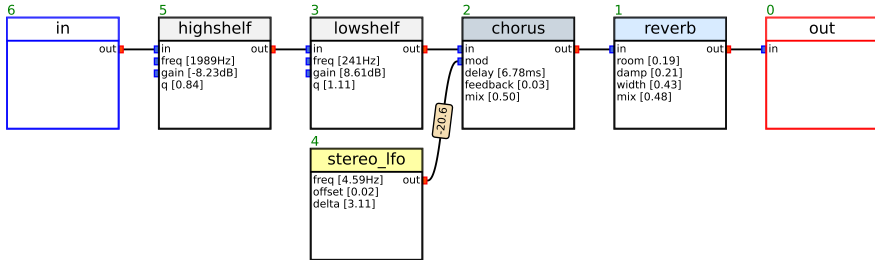 6
in
out
5
highshelf
in
out
freq [1989Hz]
gain [-8.23dB]
q [0.84]
3
lowshelf
in
out
freq [241Hz]
gain [8.61dB]
q [1.11]
2
chorus
in
out
mod
delay [6.78ms]
feedback [0.03]
mix [0.50]
1
reverb
in
out
room [0.19]
damp [0.21]
width [0.43]
mix [0.48]
0
out
in
-20.6
4
stereo_lfo
freq [4.59Hz]
out
offset [0.02]
delta [3.11]